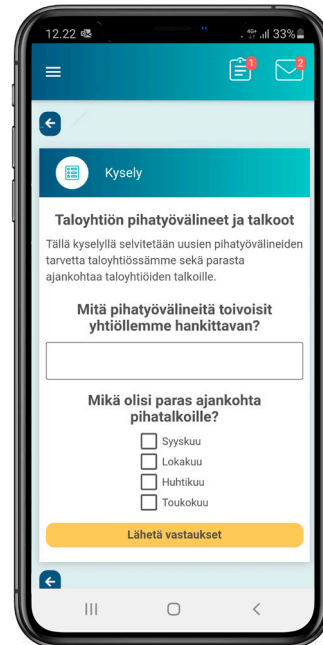 12.22
4G+
33%
1
2
Kysely
Taloyhtiön pihatyövälineet ja talkoot
Tällä kyselyllä selvitetään uusien pihatyövälineiden
tarvetta taloyhtiössämme sekä parasta
ajankohtaa taloyhtiöiden talkoille.
Mitä pihatyövälineitä toivoisit
yhtiöllemme hankittavan?
Mikä olisi paras ajankohta
pihatalkoille?
Syyskuu
Lokakuu
Huhtikuu
Toukokuu
Lähetä vastaukset